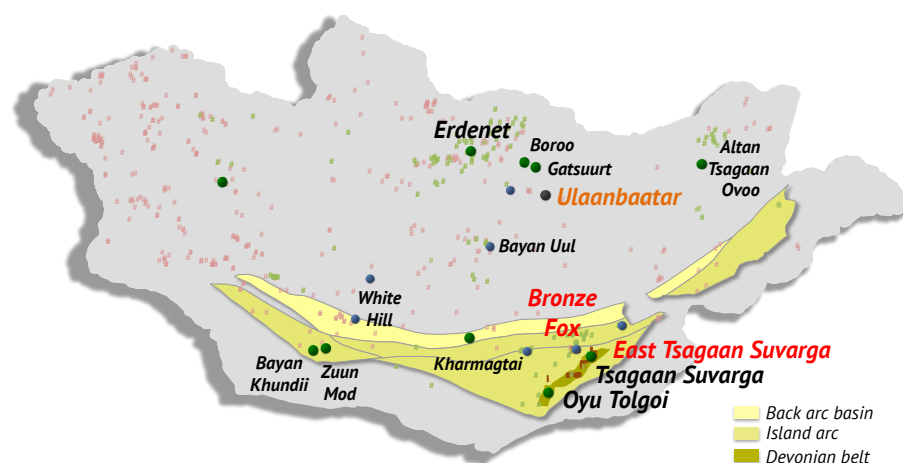 Erdenet
Boroo
Gatsuurt
Altan
Tsagaan
Ovoo
Ulaanbaatar
Bayan Uul
White
Hill
Bronze
Fox
East Tsagaan Suvarga
Kharmagtai
Tsagaan Suvarga
Bayan
Khundii
Zuun
Mod
Oyu Tolgoi
Back arc basin
Island arc
Devonian belt